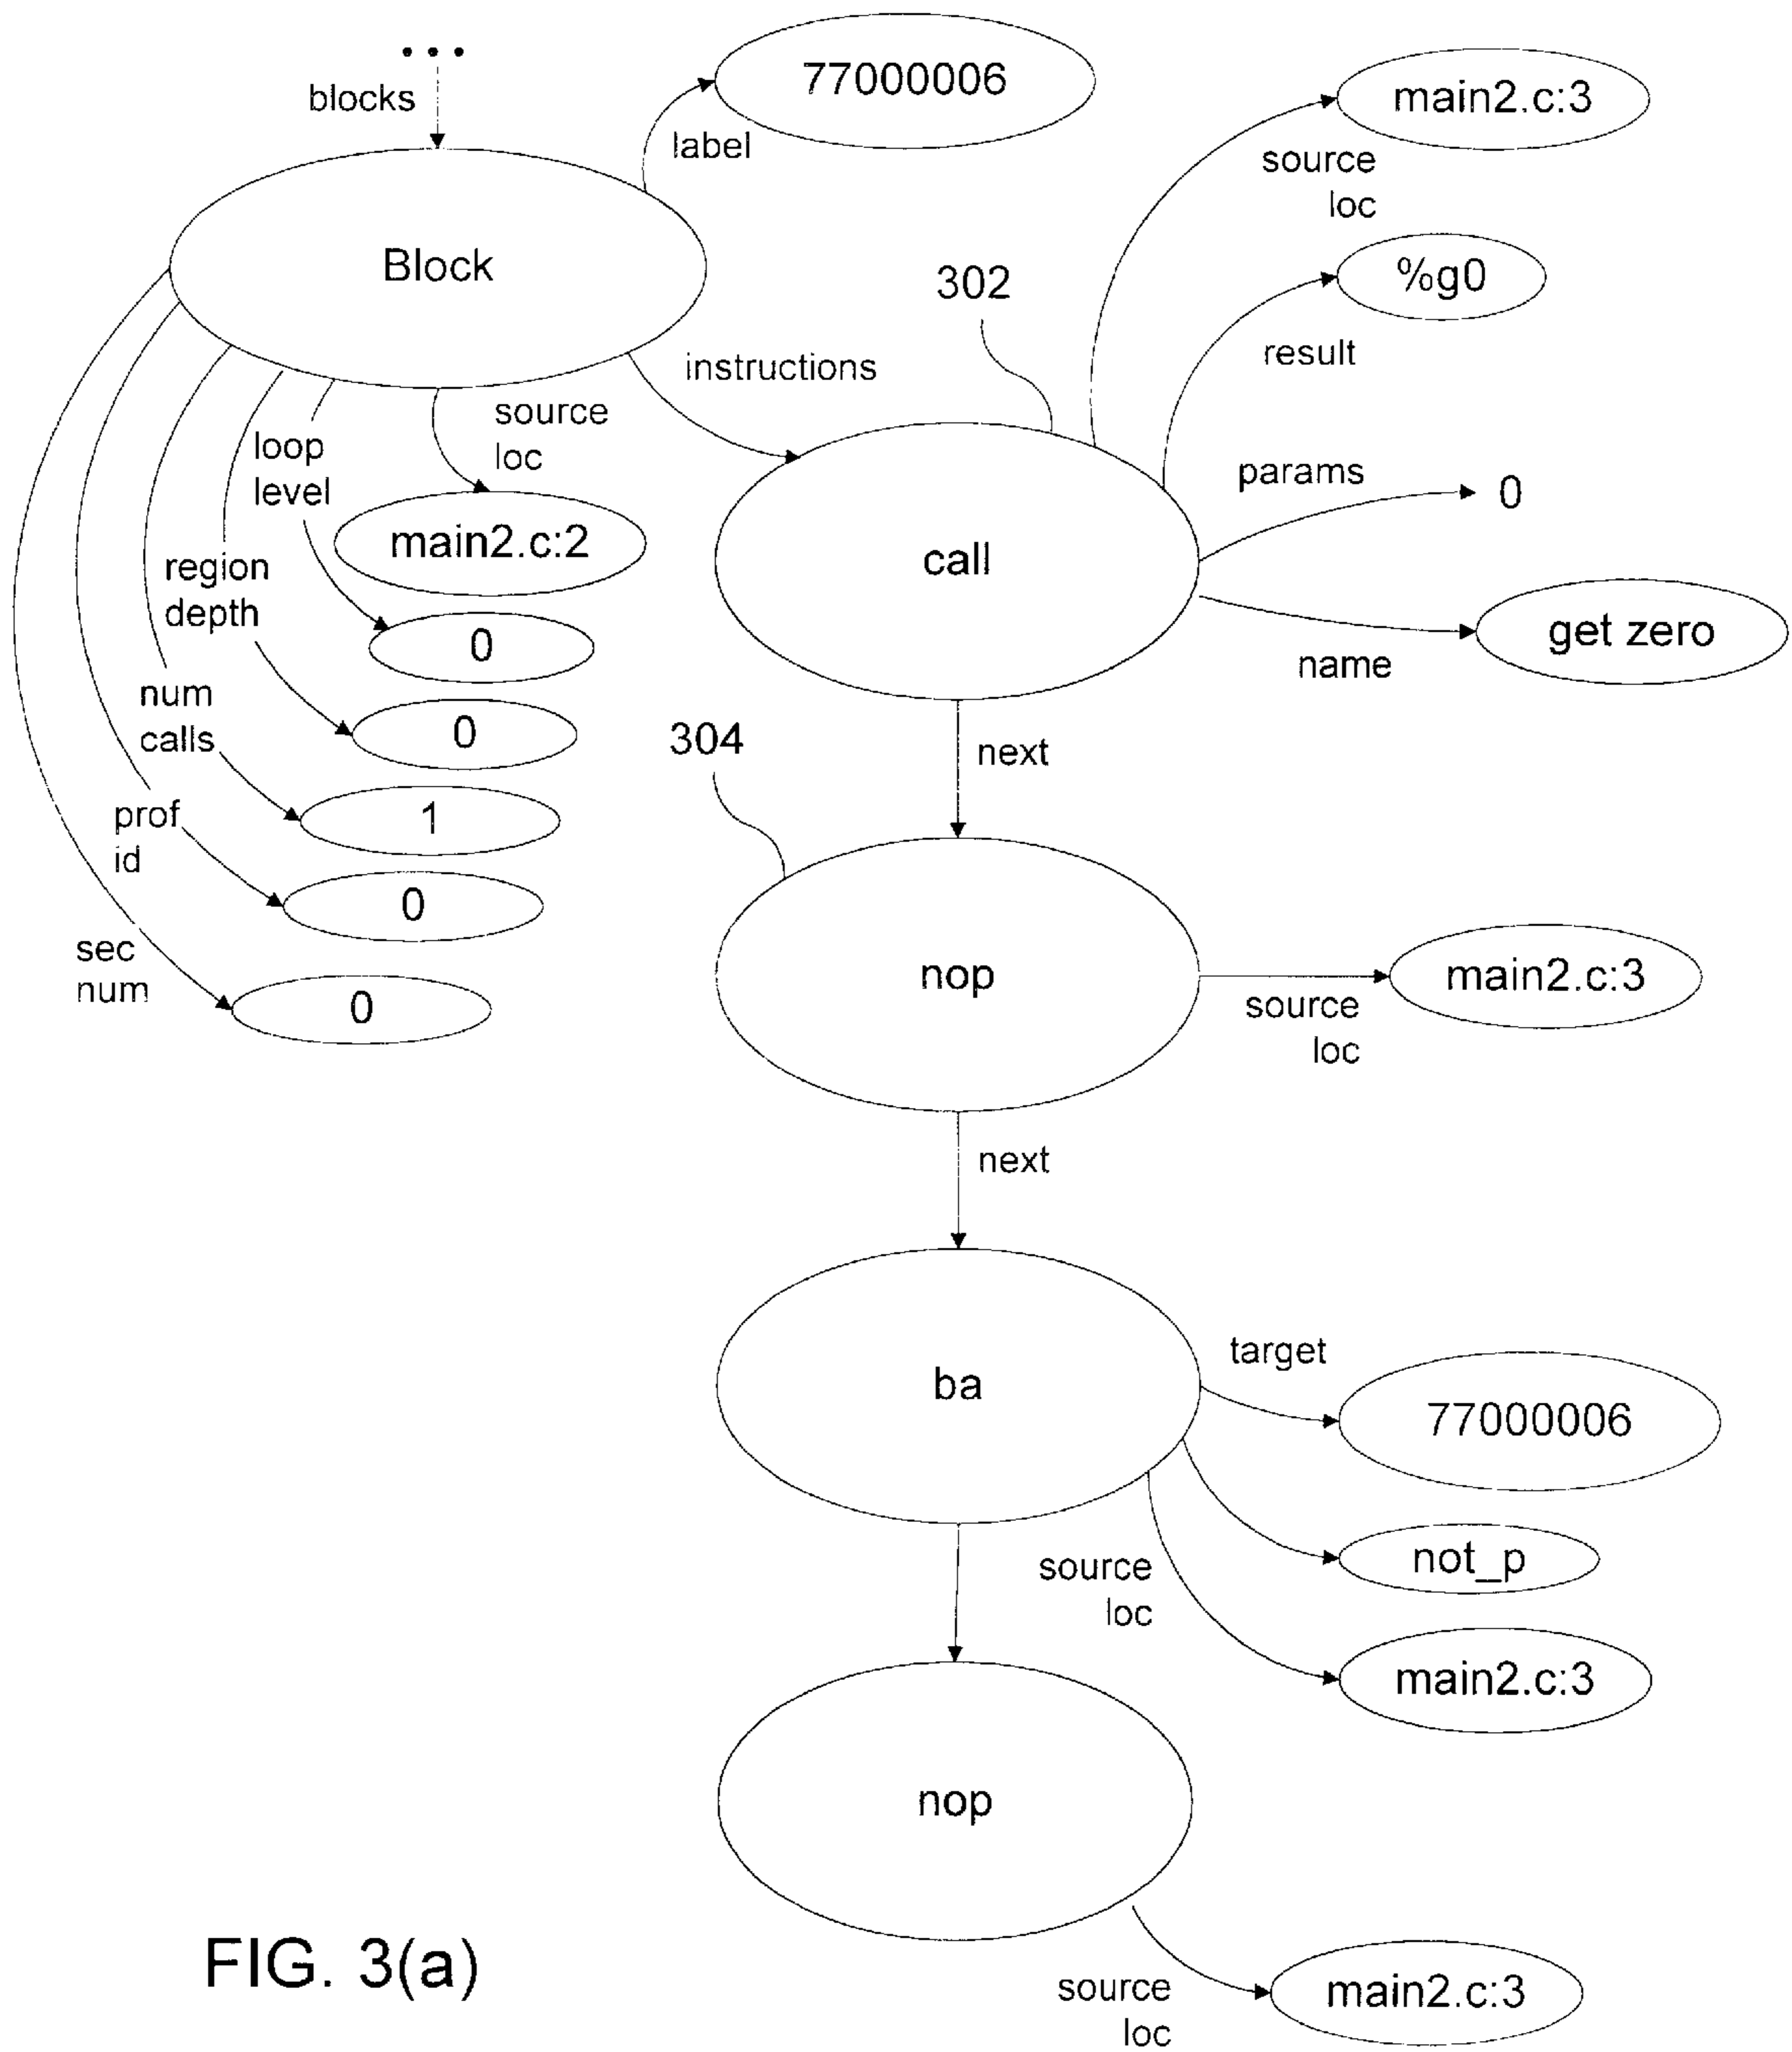 ...
blocks
77000006
label
main2.c:3
source
loc
Block
302
%g0
result
instructions
source
loc
loop
level
params
0
main2.c:2
call
region
depth
0
get zero
name
num
calls
0
304
next
prof
id
1
0
sec
num
0
nop
main2.c:3
source
loc
next
ba
target
77000006
source
loc
not_p
main2.c:3
nop
FIG. 3(a)
source
loc
main2.c:3